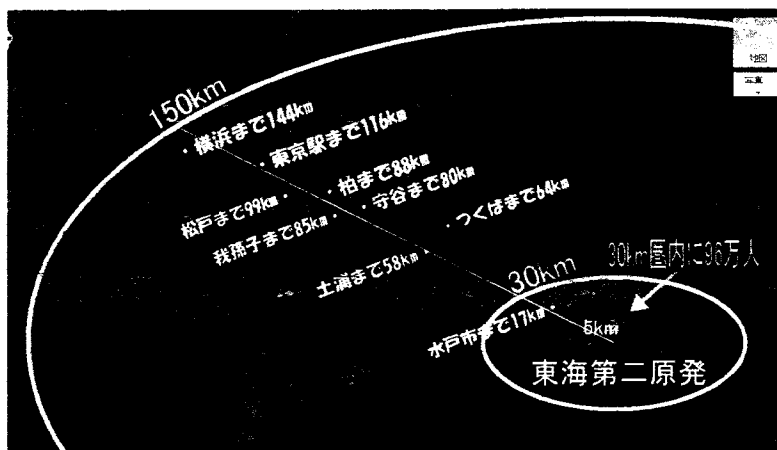 地図
写真
150km
・横浜まで144km
・東京駅まで116km
・柏まで88km
松戸まで99km・
・守谷まで80km
我孫子まで85km・
・つくばまで64km
土浦まで58km・
30km圏内に96万人
30km
水戸市まで17km・
5km
東海第二原発